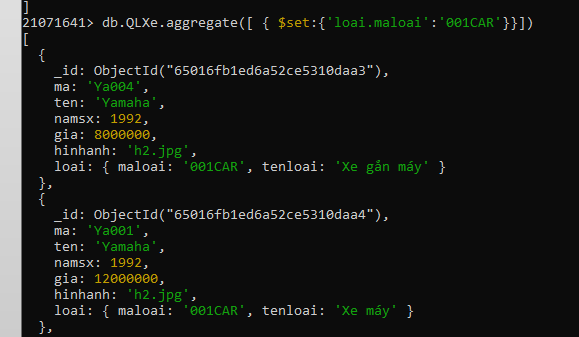 ]
21071641> db.QLXe.aggregate([ { $set:{'loai.maloai':'001CAR'}}])
[
  {
    _id: ObjectId("65016fb1ed6a52ce5310daa3"),
    ma: 'Ya004',
    ten: 'Yamaha',
    namsx: 1992,
    gia: 8000000,
    hinhanh: 'h2.jpg',
    loai: { maloai: '001CAR', tenloai: 'Xe gắn máy' }
  },
  {
    _id: ObjectId("65016fb1ed6a52ce5310daa4"),
    ma: 'Ya001',
    ten: 'Yamaha',
    namsx: 1992,
    gia: 12000000,
    hinhanh: 'h2.jpg',
    loai: { maloai: '001CAR', tenloai: 'Xe máy' }
  },